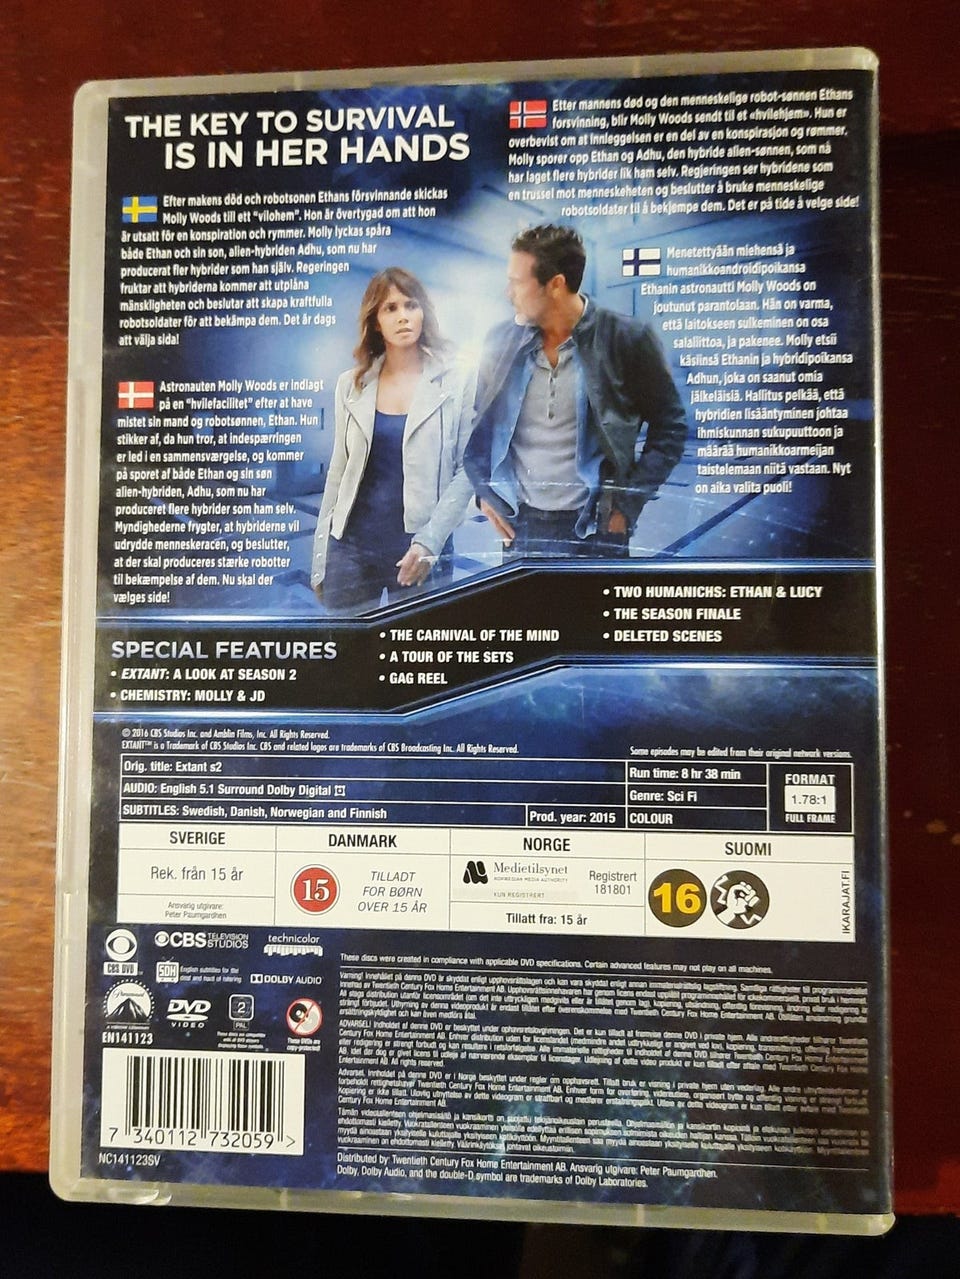 THE KEY TO SURVIVAL
IS IN HER HANDS
Efter makens död och robotsonen Ethans försvinnande skickas
Molly Woods till ett "vilohem". Hon är övertygad om att hon
är utsatt för en konspiration och rymmer. Molly lyckas spåra
både Ethan och sin son, alien-hybriden Adhu, som nu har
producerat fler hybrider som han själv. Regeringen
fruktar att hybriderna kommer att utplåna
mänskligheten och beslutar att skapa kraftfulla
robotsoldater för att bekämpa dem. Det är dags
att välja sida!
Astronauten Molly Woods er indlagt
på en "hvilefacilitet" efter at have
mistet sin mand og robotsønnen, Ethan. Hun
stikker af, da hun tror, at indespærringen
er led i en sammensværgelse, og kommer
på sporet af både Ethan og sin søn
alien-hybriden, Adhu, som nu har
produceret flere hybrider som ham selv.
Myndighederne frygter, at hybriderne vil
udrydde menneskeracen, og beslutter,
at der skal produceres stærke robotter
til bekæmpelse af dem. Nu skal der
vælges side!
Etter mannens død og den menneskelige robot-sønnen Ethans
forsvinning, blir Molly Woods sendt til et «hvilehjem». Hun er
overbevist om at innleggelsen er en del av en konspirasjon og rømmer.
Molly sporer opp Ethan og Adhu, den hybride alien-sønnen, som nå
har laget flere hybrider lik ham selv. Regjeringen ser hybridene som
en trussel mot menneskeheten og beslutter å bruke menneskelige
robotsoldater til å bekjempe dem. Det er på tide å velge side!
Menetettyään miehensä ja
humanikkoandroidipoikansa
Ethanin astronautti Molly Woods on
joutunut parantolaan. Hän on varma,
että laitokseen sulkeminen on osa
salaliittoa, ja pakenee. Molly etsii
käsiinsä Ethanin ja hybridipoikansa
Adhun, joka on saanut omia
jälkeläisiä. Hallitus pelkää, että
hybridien lisääntyminen johtaa
ihmiskunnan sukupuuttoon ja
määrää humanikkoarmeijan
taistelemaan niitä vastaan. Nyt
on aika valita puoli!
SPECIAL FEATURES
• EXTANT: A LOOK AT SEASON 2
• CHEMISTRY: MOLLY & JD
• THE CARNIVAL OF THE MIND
• A TOUR OF THE SETS
• GAG REEL
• TWO HUMANICHS: ETHAN & LUCY
• THE SEASON FINALE
• DELETED SCENES
© 2016 CBS Studios Inc. and Amblin Films, Inc. All Rights Reserved.
EXTANT™ is a Trademark of CBS Studios Inc. CBS and related logos are trademarks of CBS Broadcasting Inc. All Rights Reserved.
Some episodes may be edited from their original network versions.
Orig. title: Extant s2
AUDIO: English 5.1 Surround Dolby Digital
SUBTITLES: Swedish, Danish, Norwegian and Finnish
Prod. year: 2015
Run time: 8 hr 38 min
Genre: Sci Fi
COLOUR
FORMAT
1.78:1
FULL FRAME
SVERIGE
Rek. från 15 år
Ansvarig utgivare:
Peter Paumgardhen
DANMARK
15
TILLADT
FOR BØRN
OVER 15 ÅR
NORGE
Medietilsynet
NORWEGIAN MEDIA AUTHORITY
KUN REGISTRERT
Registrert
181801
Tillatt fra: 15 år
SUOMI
16
IKARAJAT.FI
CBS DVD
CBS TELEVISION
STUDIOS
technicolor
SDH
English subtitles for the
deaf and hard of hearing
DOLBY AUDIO
Paramount
DVD
VIDEO
2
PAL
These DVDs are
copy-protected!
EN141123
7 340112 732059 >
NC141123SV
These discs were created in compliance with applicable DVD specifications. Certain advanced features may not play on all machines.
Distributed by: Twentieth Century Fox Home Entertainment AB. Ansvarig utgivare: Peter Paumgardhen.
Dolby, Dolby Audio, and the double-D symbol are trademarks of Dolby Laboratories.